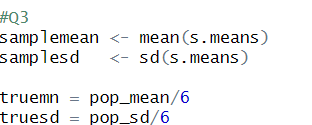 #Q3
samplemean <- mean(s.means)
samplesd   <- sd(s.means)
truemn = pop_mean/6
truesd = pop_sd/6